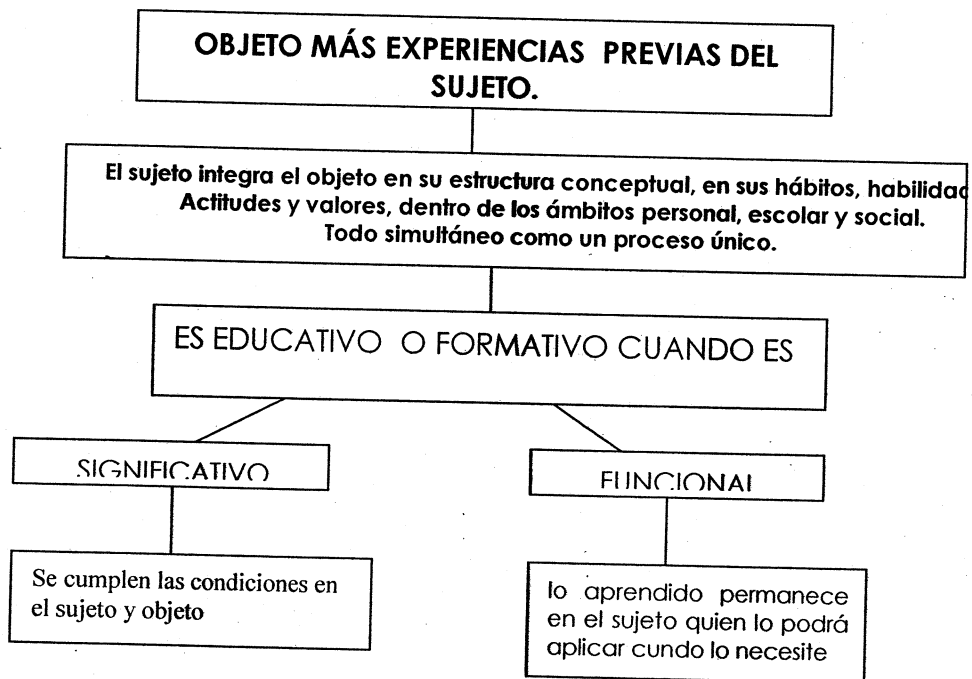 OBJETO MÁS EXPERIENCIAS PREVIAS DEL
SUJETO.
El sujeto integra el objeto en su estructura conceptual, en sus hábitos, habilidad
Actitudes y valores, dentro de los ámbitos personal, escolar y social.
Todo simultáneo como un proceso único.
ES EDUCATIVO O FORMATIVO CUANDO ES
SIGNIFICATIVO
FUNCIONAL
Se cumplen las condiciones en
el sujeto y objeto
lo aprendido permanece
en el sujeto quien lo podrá
aplicar cundo lo necesite